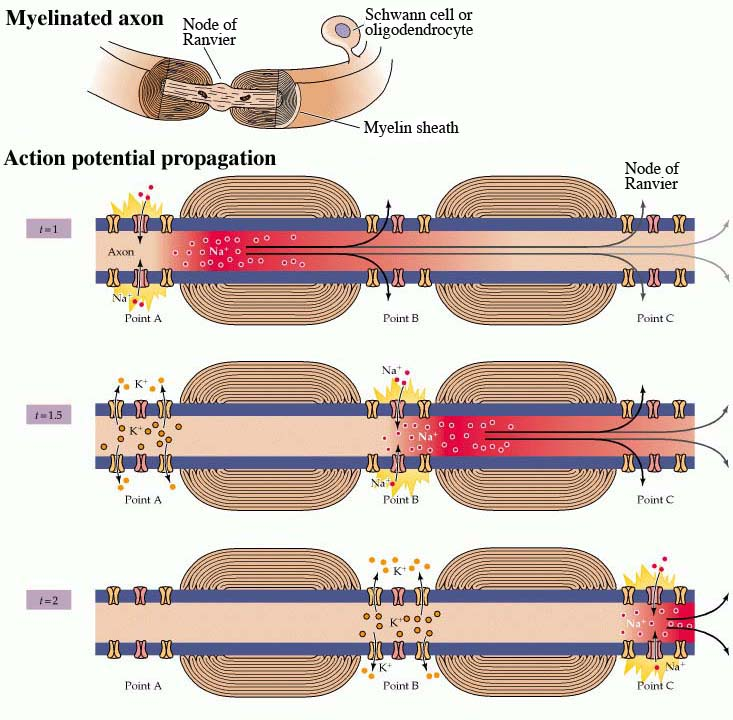 Myelinated axon
Node of
Ranvier
Schwann cell or
oligodendrocyte
Myelin sheath
Action potential propagation
Node of
Ranvier
t=1
Axon
Na+
Na+
Point A
Point B
Point C
Na+
K+
t=1.5
K+
Na+
Na+
Point A
Point B
Point C
K+
t=2
K+
Na+
K+
Na+
Point A
Point B
Point C